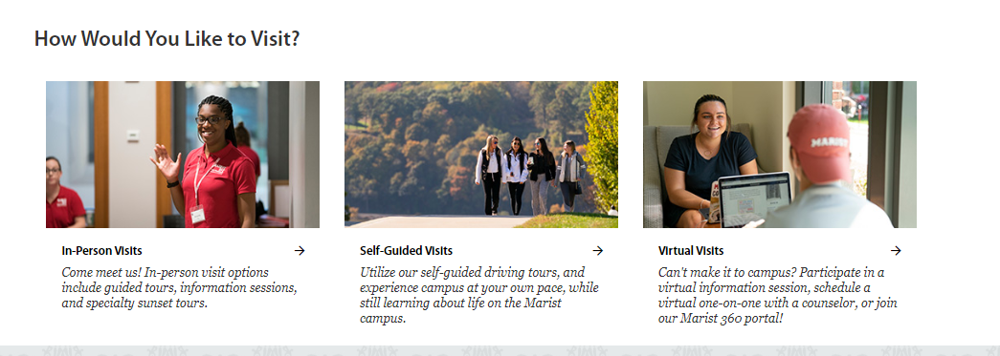 How Would You Like to Visit?
MARIST
In-Person Visits →
Come meet us! In-person visit options
include guided tours, information sessions,
and specialty sunset tours.
Self-Guided Visits →
Utilize our self-guided driving tours, and
experience campus at your own pace, while
still learning about life on the Marist
campus.
Virtual Visits →
Can't make it to campus? Participate in a
virtual information session, schedule a
virtual one-on-one with a counselor, or join
our Marist 360 portal!